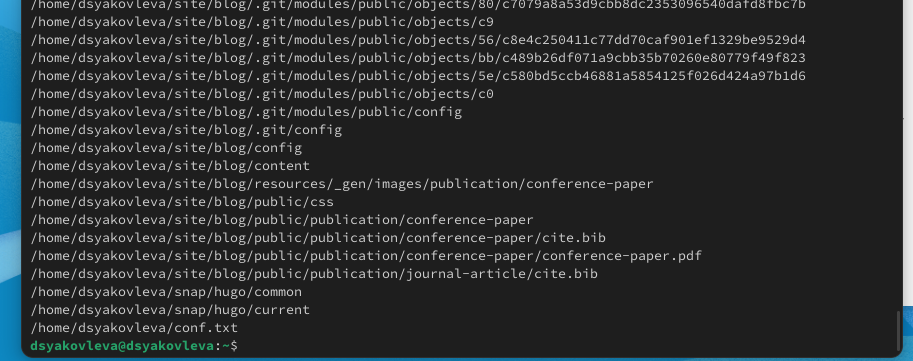 /home/dsyakovleva/site/blog/.git/modules/public/objects/80/c7079a8a53d9cbb8dc2353096540dafd8fbc7b
/home/dsyakovleva/site/blog/.git/modules/public/objects/c9
/home/dsyakovleva/site/blog/.git/modules/public/objects/56/c8e4c250411c77dd70caf901ef1329be9529d4
/home/dsyakovleva/site/blog/.git/modules/public/objects/bb/c489b26df071a9cbb35b70260e80779f49f823
/home/dsyakovleva/site/blog/.git/modules/public/objects/5e/c580bd5ccb46881a5854125f026d424a97b1d6
/home/dsyakovleva/site/blog/.git/modules/public/objects/c0
/home/dsyakovleva/site/blog/.git/modules/public/config
/home/dsyakovleva/site/blog/.git/config
/home/dsyakovleva/site/blog/config
/home/dsyakovleva/site/blog/content
/home/dsyakovleva/site/blog/resources/_gen/images/publication/conference-paper
/home/dsyakovleva/site/blog/public/css
/home/dsyakovleva/site/blog/public/publication/conference-paper
/home/dsyakovleva/site/blog/public/publication/conference-paper/cite.bib
/home/dsyakovleva/site/blog/public/publication/conference-paper/conference-paper.pdf
/home/dsyakovleva/site/blog/public/publication/journal-article/cite.bib
/home/dsyakovleva/snap/hugo/common
/home/dsyakovleva/snap/hugo/current
/home/dsyakovleva/conf.txt
dsyakovleva@dsyakovleva:~$